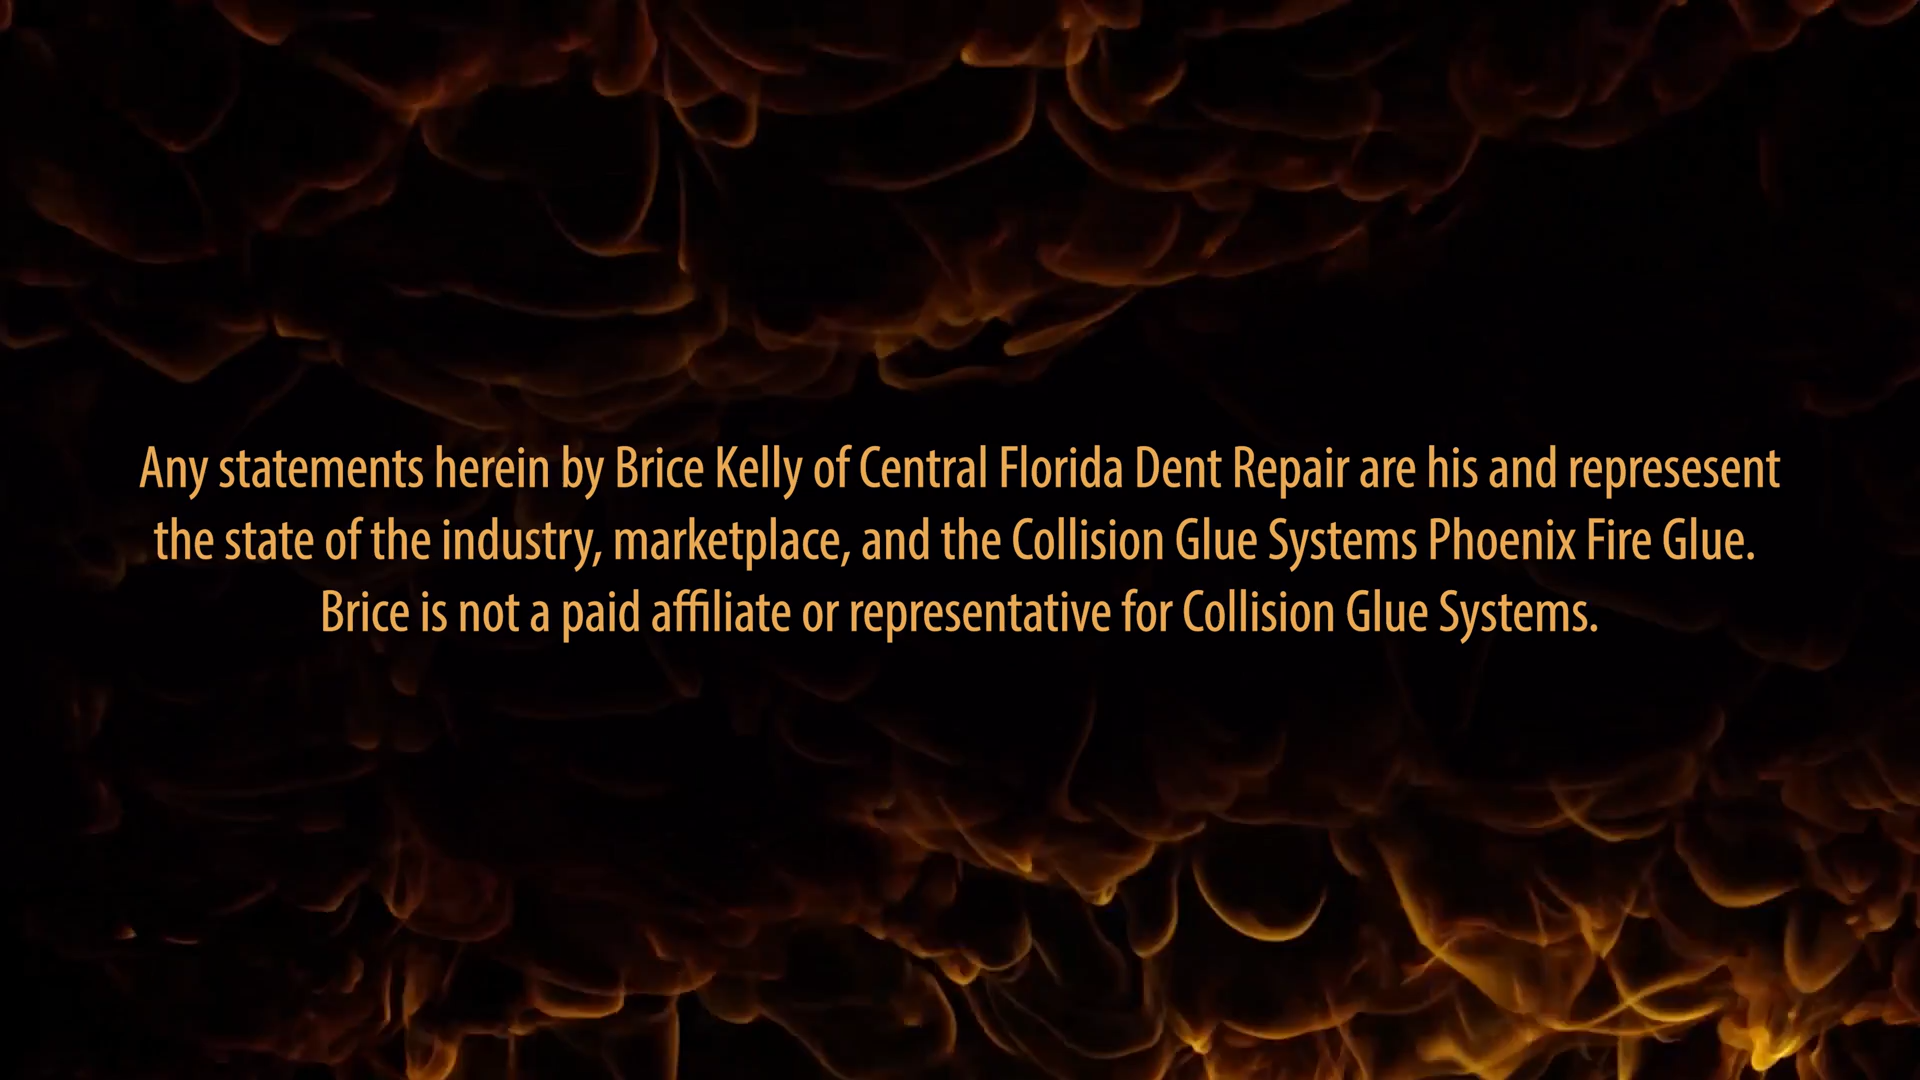 Any statements herein by Brice Kelly of Central Florida Dent Repair are his and represesent
the state of the industry, marketplace, and the Collision Glue Systems Phoenix Fire Glue.
Brice is not a paid affiliate or representative for Collision Glue Systems.